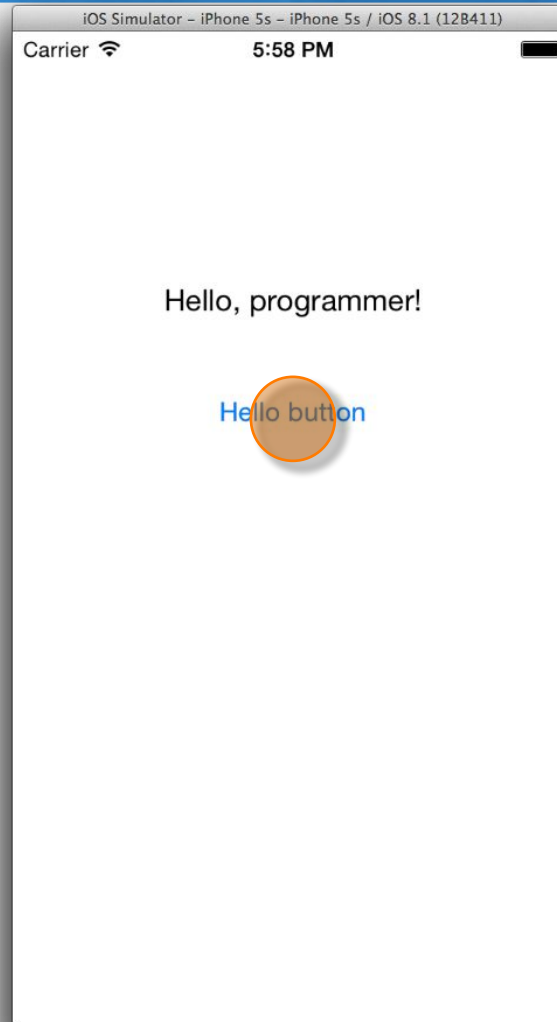 iOS Simulator – iPhone 5s – iPhone 5s / iOS 8.1 (12B411)
Carrier 5:58 PM
Hello, programmer!
Hello button